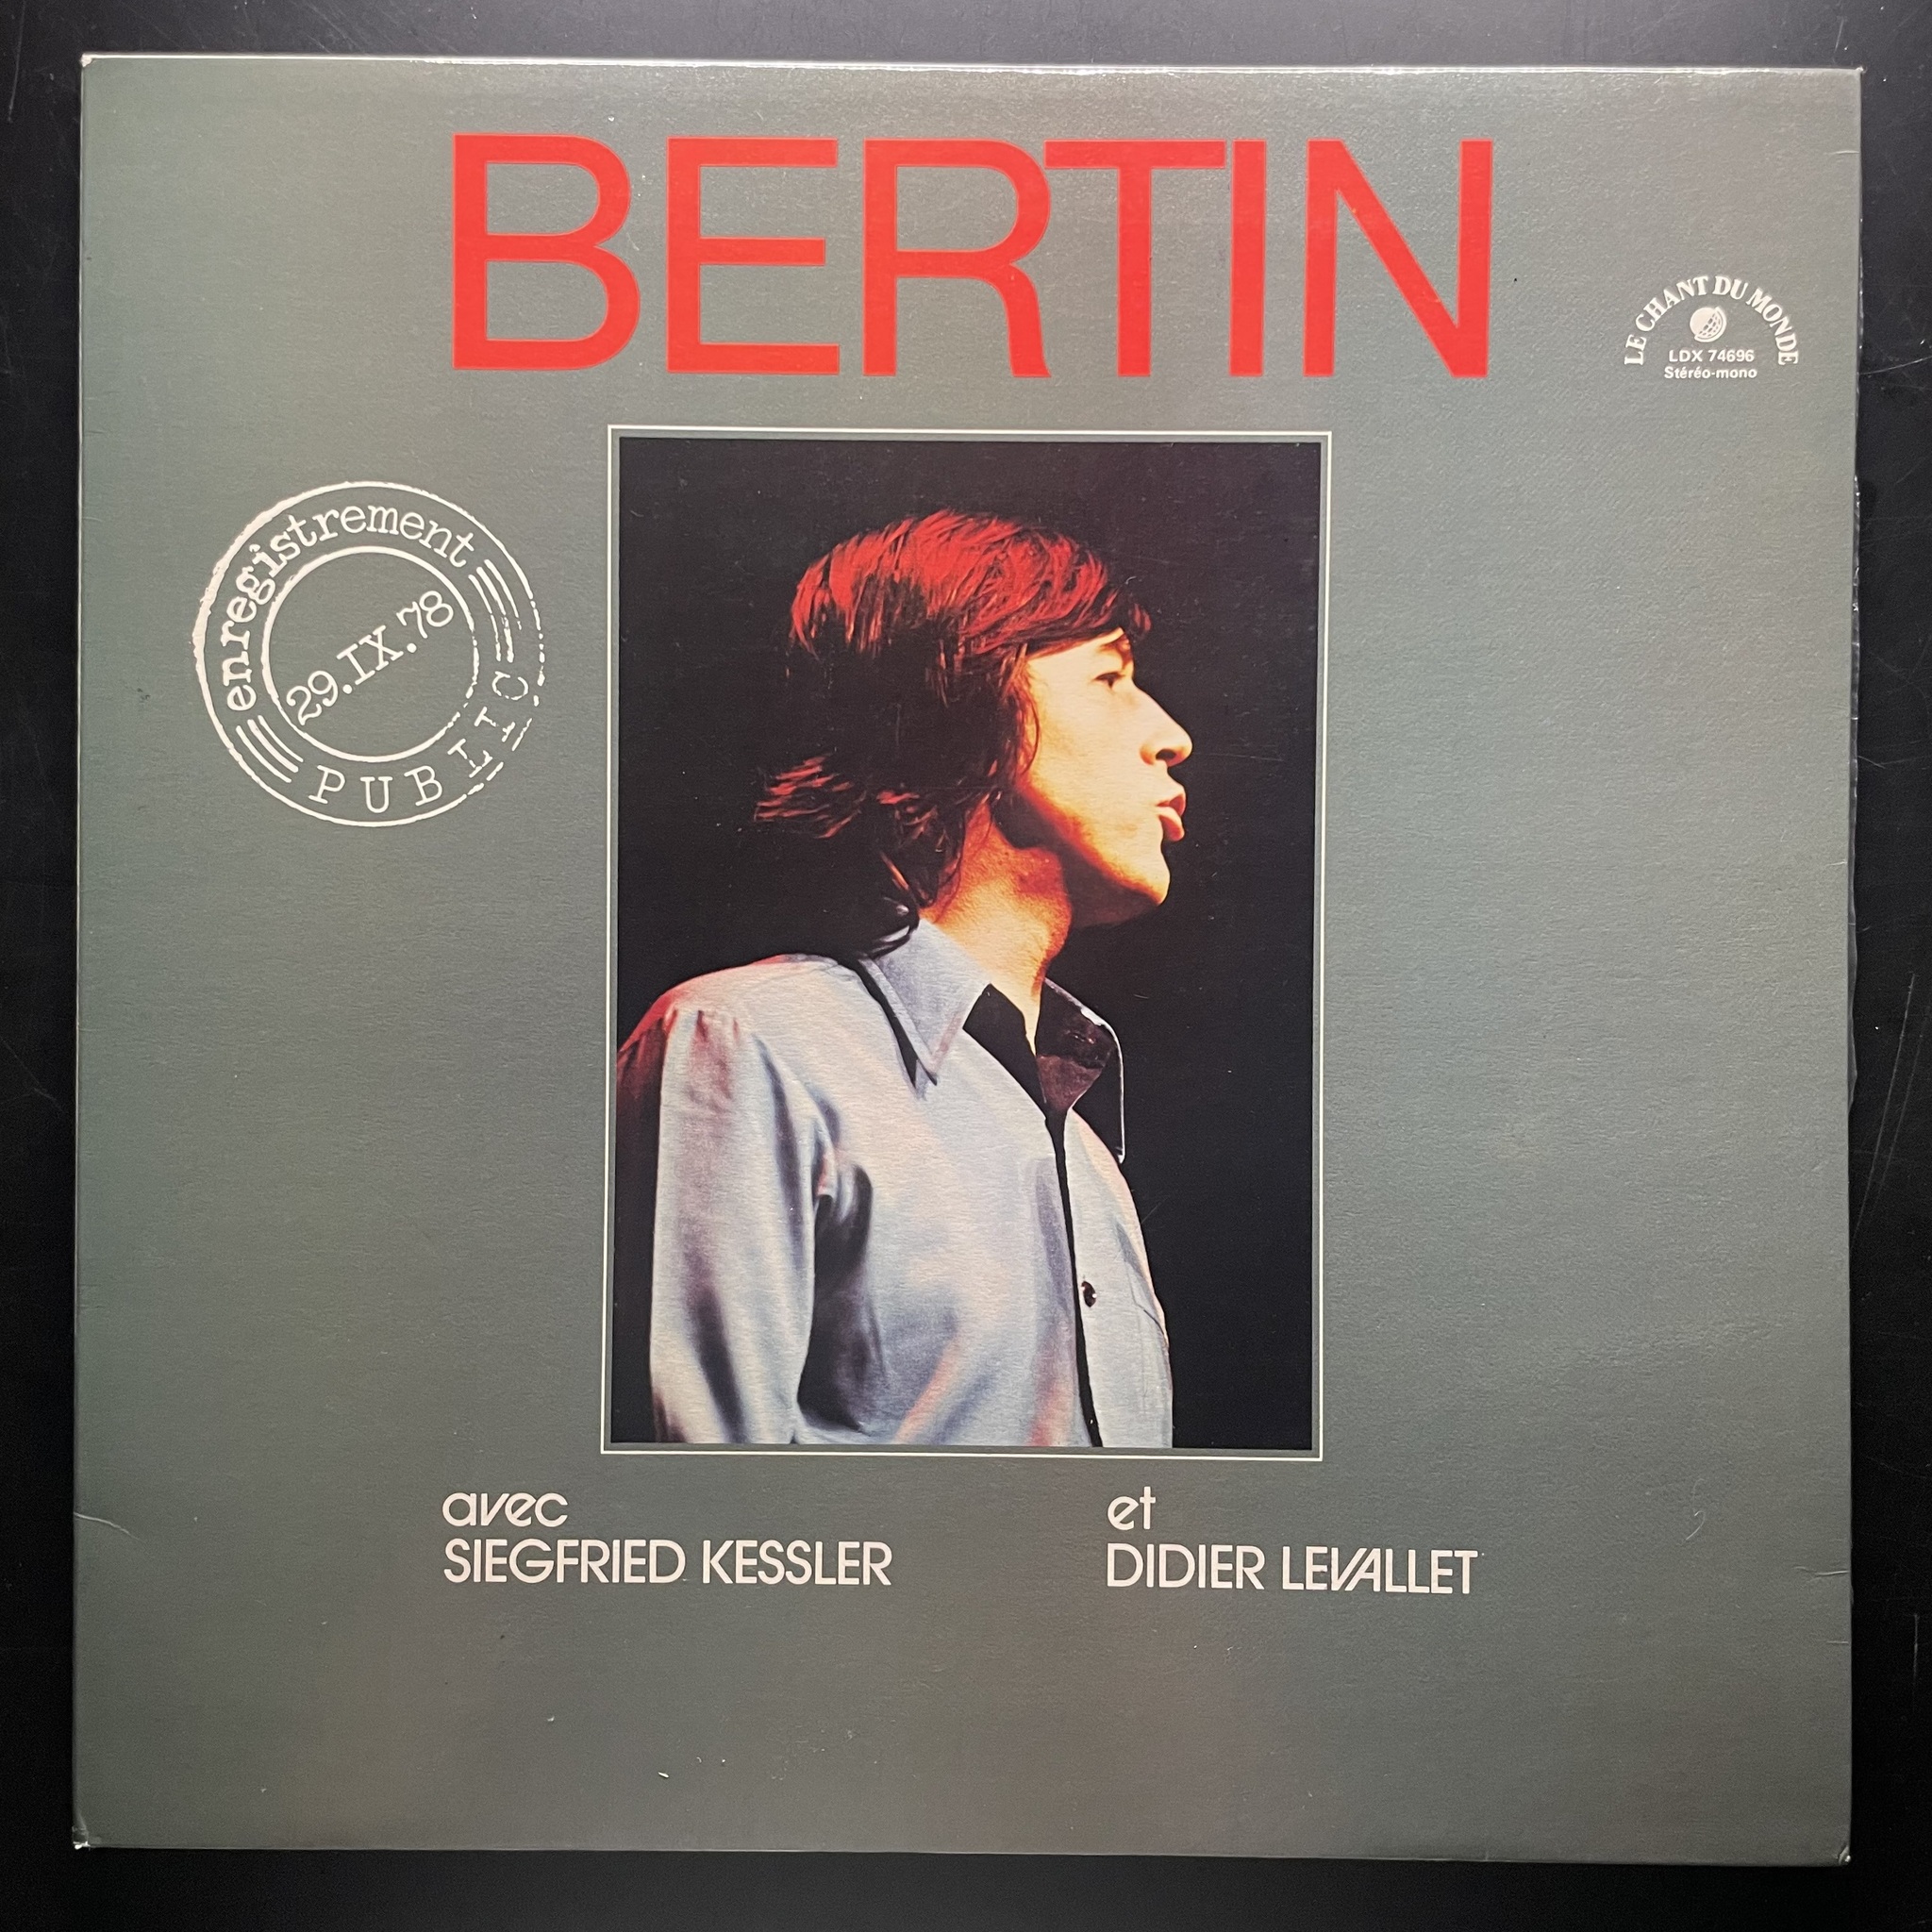 BERTIN
LE CHANT DU MONDE
LDX 74696
Stéréo-mono
enregistrement
29.IX.78
PUBLIC
avec
SIEGFRIED KESSLER
et
DIDIER LEVALLET